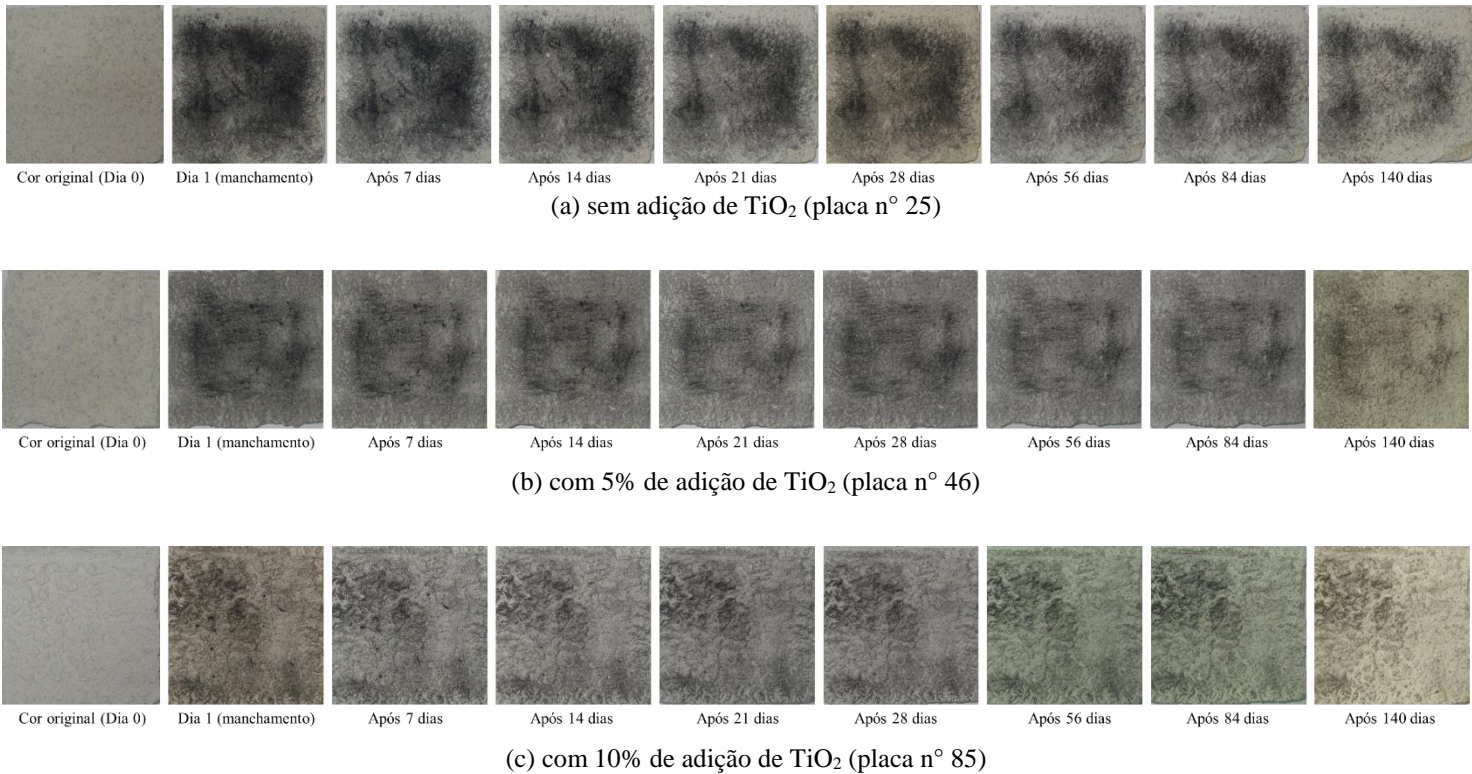 Cor original (Dia 0) Dia 1 (manchamento) Após 7 dias Após 14 dias Após 21 dias Após 28 dias Após 56 dias Após 84 dias Após 140 dias
(a) sem adição de TiO₂ (placa n° 25)
Cor original (Dia 0) Dia 1 (manchamento) Após 7 dias Após 14 dias Após 21 dias Após 28 dias Após 56 dias Após 84 dias Após 140 dias
(b) com 5% de adição de TiO₂ (placa n° 46)
Cor original (Dia 0) Dia 1 (manchamento) Após 7 dias Após 14 dias Após 21 dias Após 28 dias Após 56 dias Após 84 dias Após 140 dias
(c) com 10% de adição de TiO₂ (placa n° 85)